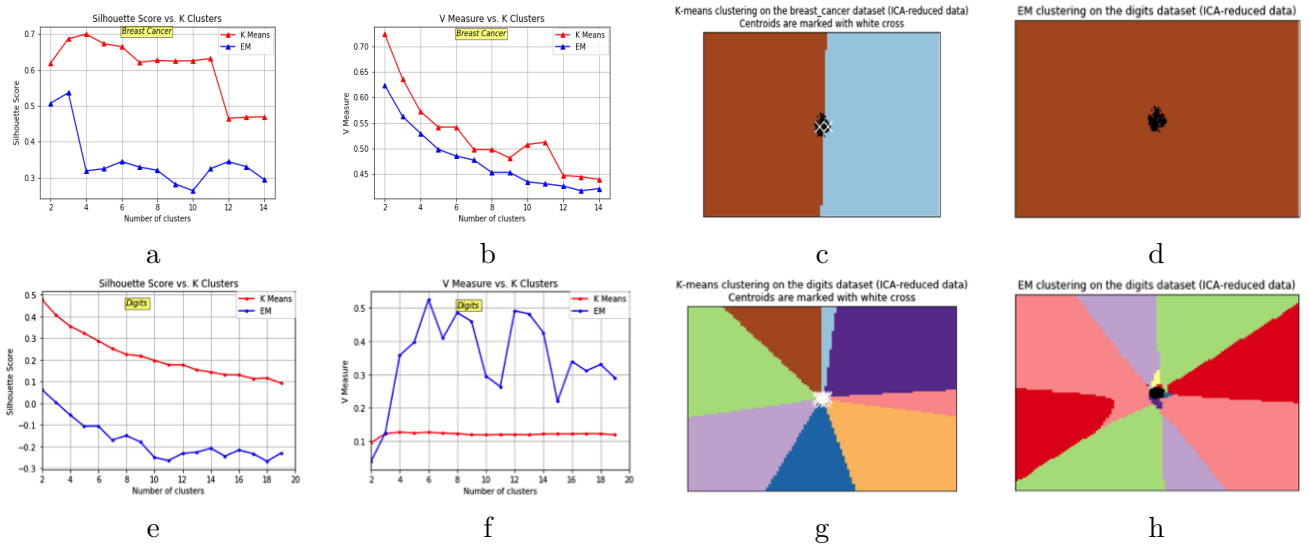 Silhouette Score vs. K Clusters
Breast Cancer
K Means
EM
0.7
0.6
0.5
0.4
0.3
Silhouette Score
2 4 6 8 10 12 14
Number of clusters
a
V Measure vs. K Clusters
Breast Cancer
K Means
EM
0.70
0.65
0.60
0.55
0.50
0.45
V Measure
2 4 6 8 10 12 14
Number of clusters
b
K-means clustering on the breast_cancer dataset (ICA-reduced data)
Centroids are marked with white cross
c
EM clustering on the digits dataset (ICA-reduced data)
d
Silhouette Score vs. K Clusters
Digits
K Means
EM
0.5
0.4
0.3
0.2
0.1
0.0
−0.1
−0.2
−0.3
Silhouette Score
2 4 6 8 10 12 14 16 18 20
Number of clusters
e
V Measure vs. K Clusters
Digits
K Means
EM
0.5
0.4
0.3
0.2
0.1
V Measure
2 4 6 8 10 12 14 16 18 20
Number of clusters
f
K-means clustering on the digits dataset (ICA-reduced data)
Centroids are marked with white cross
g
EM clustering on the digits dataset (ICA-reduced data)
h